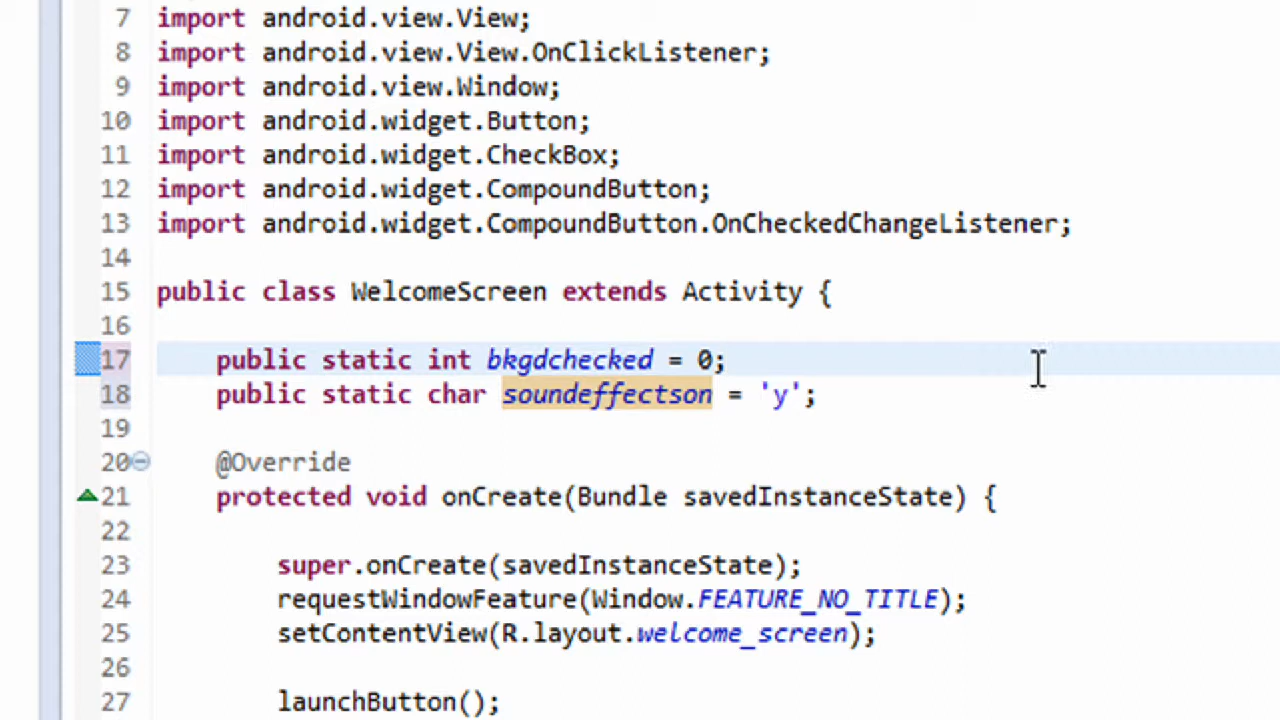 7 import android.view.View;
8 import android.view.View.OnClickListener;
9 import android.view.Window;
10 import android.widget.Button;
11 import android.widget.CheckBox;
12 import android.widget.CompoundButton;
13 import android.widget.CompoundButton.OnCheckedChangeListener;
14
15 public class WelcomeScreen extends Activity {
16
17 public static int bkgdchecked = 0;
18 public static char soundeffectson = 'y';
19
20 @Override
21 protected void onCreate(Bundle savedInstanceState) {
22
23 super.onCreate(savedInstanceState);
24 requestWindowFeature(Window.FEATURE_NO_TITLE);
25 setContentView(R.layout.welcome_screen);
26
27 launchButton();